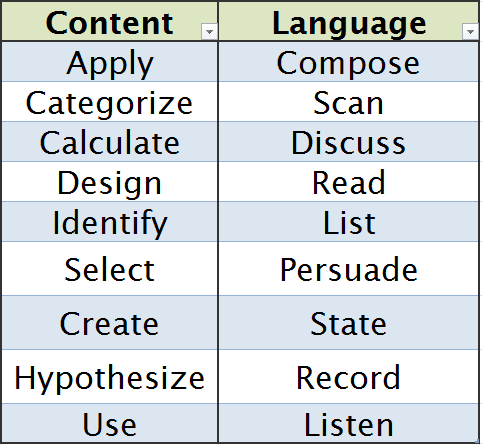 Content Language
Apply Compose
Categorize Scan
Calculate Discuss
Design Read
Identify List
Select Persuade
Create State
Hypothesize Record
Use Listen